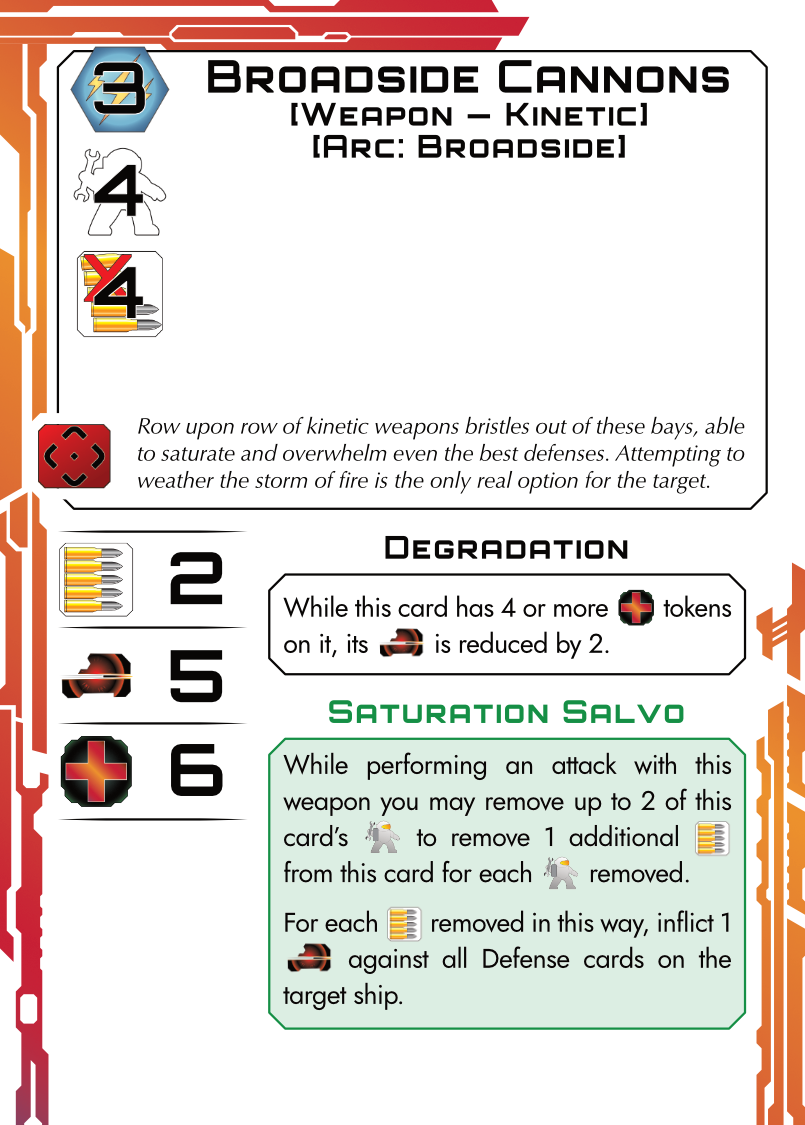 3
Broadside Cannons
[Weapon – Kinetic]
[Arc: Broadside]
4
4
Row upon row of kinetic weapons bristles out of these bays, able
to saturate and overwhelm even the best defenses. Attempting to
weather the storm of fire is the only real option for the target.
2
5
6
Degradation
While this card has 4 or more tokens
on it, its is reduced by 2.
Saturation Salvo
While performing an attack with this
weapon you may remove up to 2 of this
card's to remove 1 additional
from this card for each removed.
For each removed in this way, inflict 1
against all Defense cards on the
target ship.